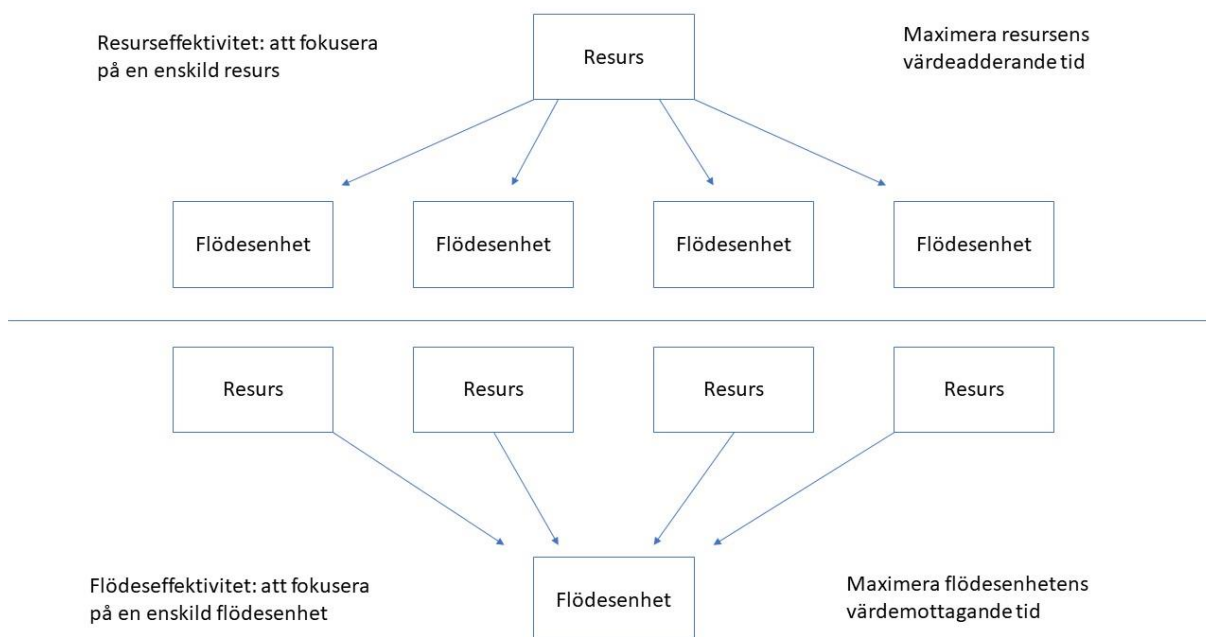 Resurseffektivitet: att fokusera
på en enskild resurs
Resurs
Maximera resursens
värdeadderande tid
Flödesenhet
Flödesenhet
Flödesenhet
Flödesenhet
Resurs
Resurs
Resurs
Resurs
Flödeseffektivitet: att fokusera
på en enskild flödesenhet
Flödesenhet
Maximera flödesenhetens
värdemottagande tid